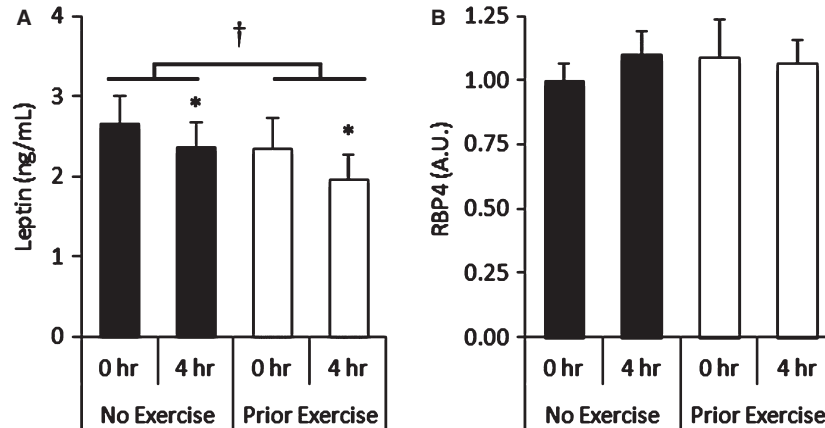 A
Leptin (ng/mL)
4
3
2
1
0
†
*
*
0 hr 4 hr 0 hr 4 hr
No Exercise Prior Exercise
B
RBP4 (A.U.)
1.25
1.00
0.75
0.50
0.25
0.00
0 hr 4 hr 0 hr 4 hr
No Exercise Prior Exercise